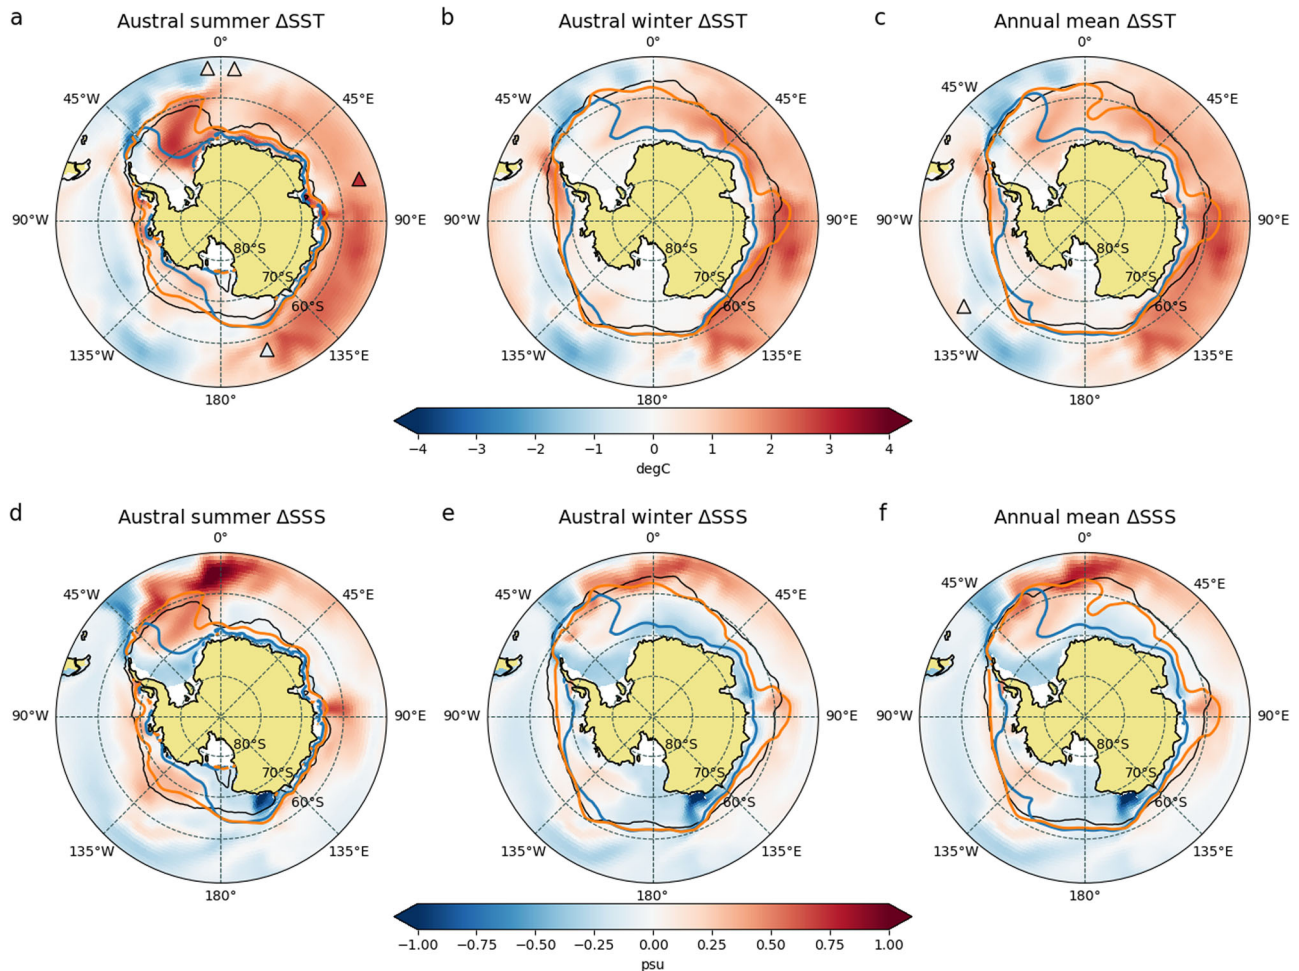 a Austral summer ΔSST
b Austral winter ΔSST
c Annual mean ΔSST
0° 0° 0°
45°W 45°E 45°W 45°E 45°W 45°E
90°W 80°S 70°S 60°S 90°E
90°W 80°S 70°S 60°S 90°E
90°W 80°S 70°S 60°S 90°E
135°W 135°E 135°W 135°E 135°W 135°E
180° 180° 180°
−4 −3 −2 −1 0 1 2 3 4
degC
d Austral summer ΔSSS
e Austral winter ΔSSS
f Annual mean ΔSSS
0° 0° 0°
45°W 45°E 45°W 45°E 45°W 45°E
90°W 80°S 70°S 60°S 90°E
90°W 80°S 70°S 60°S 90°E
90°W 80°S 70°S 60°S 90°E
135°W 135°E 135°W 135°E 135°W 135°E
180° 180° 180°
−1.00 −0.75 −0.50 −0.25 0.00 0.25 0.50 0.75 1.00
psu